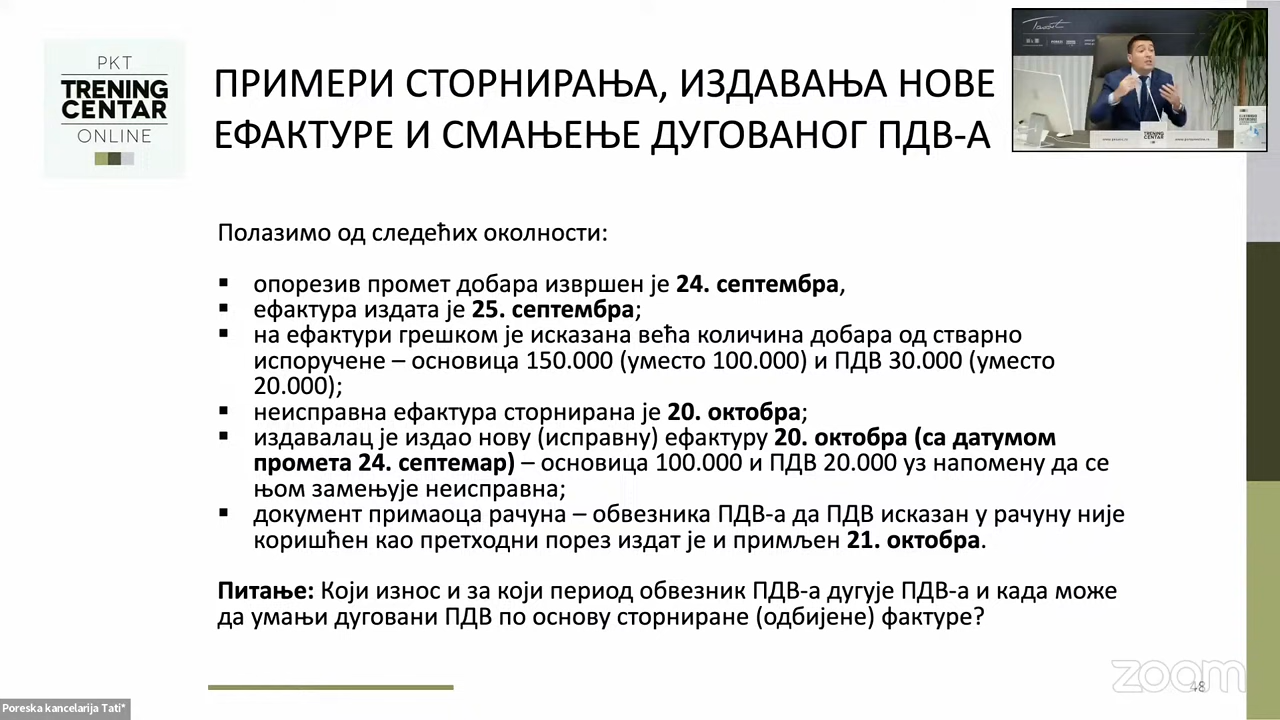 PKT
TRENING
CENTAR
ONLINE
ПРИМЕРИ СТОРНИРАЊА, ИЗДАВАЊА НОВЕ
ЕФАКТУРЕ И СМАЊЕЊЕ ДУГОВАНОГ ПДВ-А
Полазимо од следећих околности:
▪ опорезив промет добара извршен је 24. септембра,
▪ ефактура издата је 25. септембра;
▪ на ефактури грешком је исказана већа количина добара од стварно
испоручене – основица 150.000 (уместо 100.000) и ПДВ 30.000 (уместо
20.000);
▪ неисправна ефактура сторнирана је 20. октобра;
▪ издавалац је издао нову (исправну) ефактуру 20. октобра (са датумом
промета 24. септемар) – основица 100.000 и ПДВ 20.000 уз напомену да се
њом замењује неисправна;
▪ документ примаоца рачуна – обвезника ПДВ-а да ПДВ исказан у рачуну није
коришћен као претходни порез издат је и примљен 21. октобра.
Питање: Који износ и за који период обвезник ПДВ-а дугује ПДВ-а и када може
да умањи дуговани ПДВ по основу сторниране (одбијене) фактуре?
zoom
48
Poreska kancelarija Tati*
TRENING
CENTAR